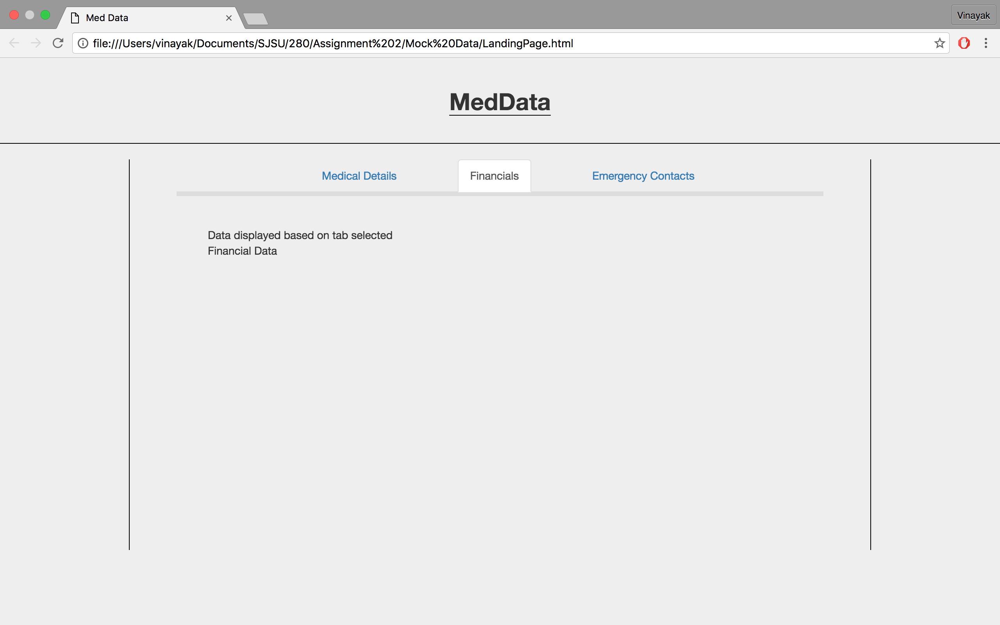 Med Data
Vinayak
file:///Users/vinayak/Documents/SJSU/280/Assignment%202/Mock%20Data/LandingPage.html
MedData
Medical Details Financials Emergency Contacts
Data displayed based on tab selected
Financial Data